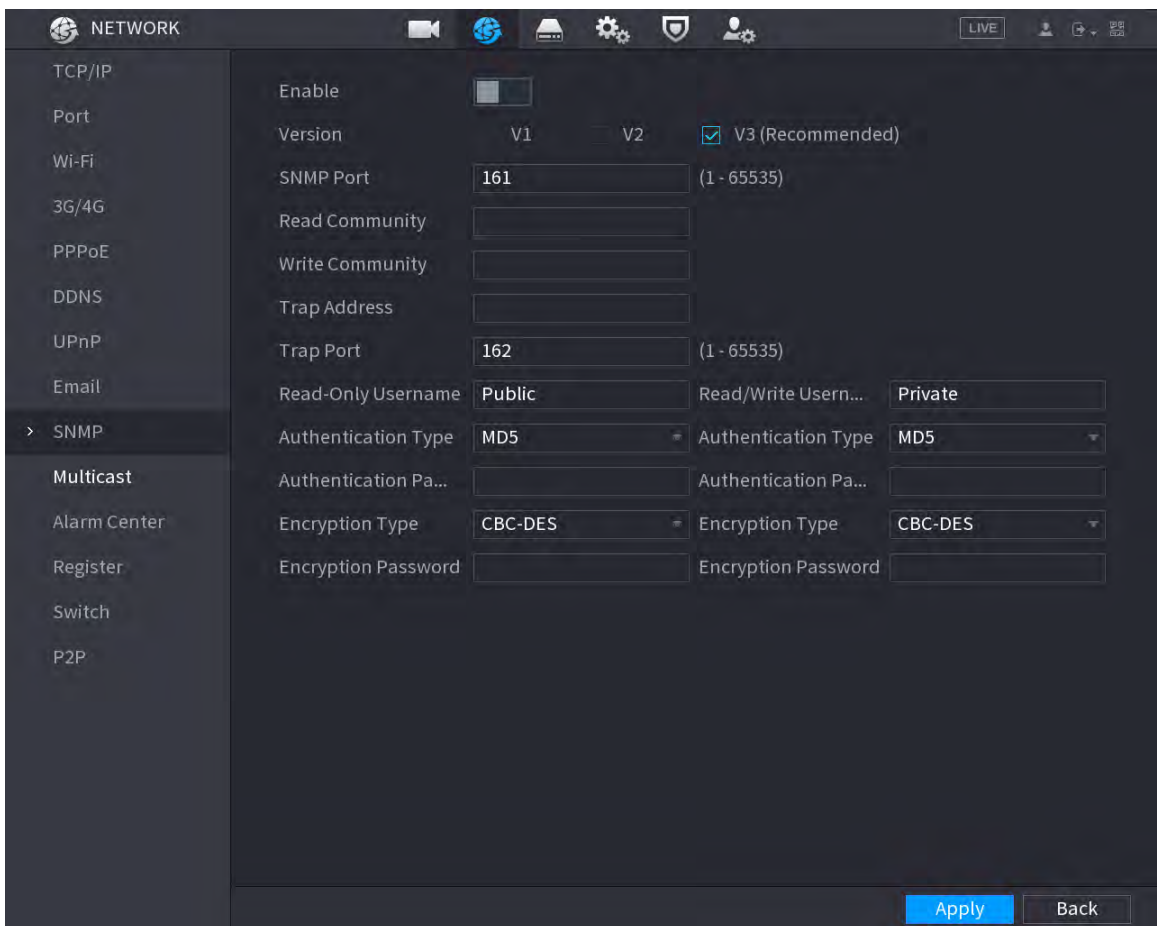 NETWORK
LIVE
TCP/IP
Port
Wi-Fi
3G/4G
PPPoE
DDNS
UPnP
Email
SNMP
Multicast
Alarm Center
Register
Switch
P2P
Enable
Version V1 V2 V3 (Recommended)
SNMP Port 161 (1 - 65535)
Read Community
Write Community
Trap Address
Trap Port 162 (1 - 65535)
Read-Only Username Public Read/Write Usern... Private
Authentication Type MD5 Authentication Type MD5
Authentication Pa... Authentication Pa...
Encryption Type CBC-DES Encryption Type CBC-DES
Encryption Password Encryption Password
Apply Back